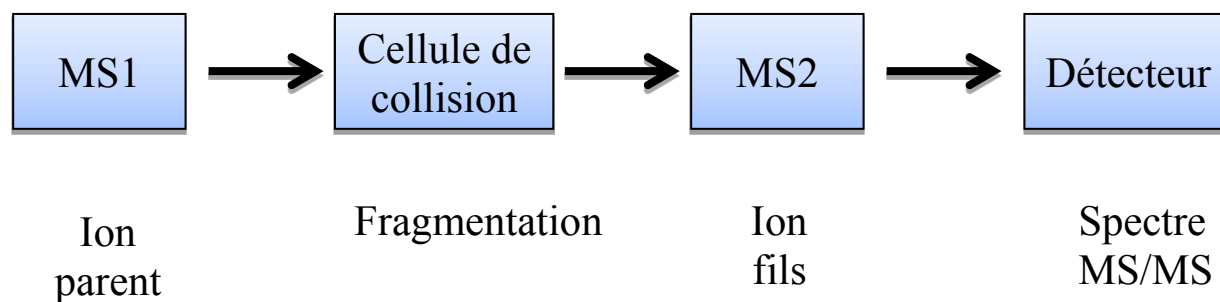 MS1
Cellule de
collision
MS2
Détecteur
Ion
parent
Fragmentation
Ion
fils
Spectre
MS/MS